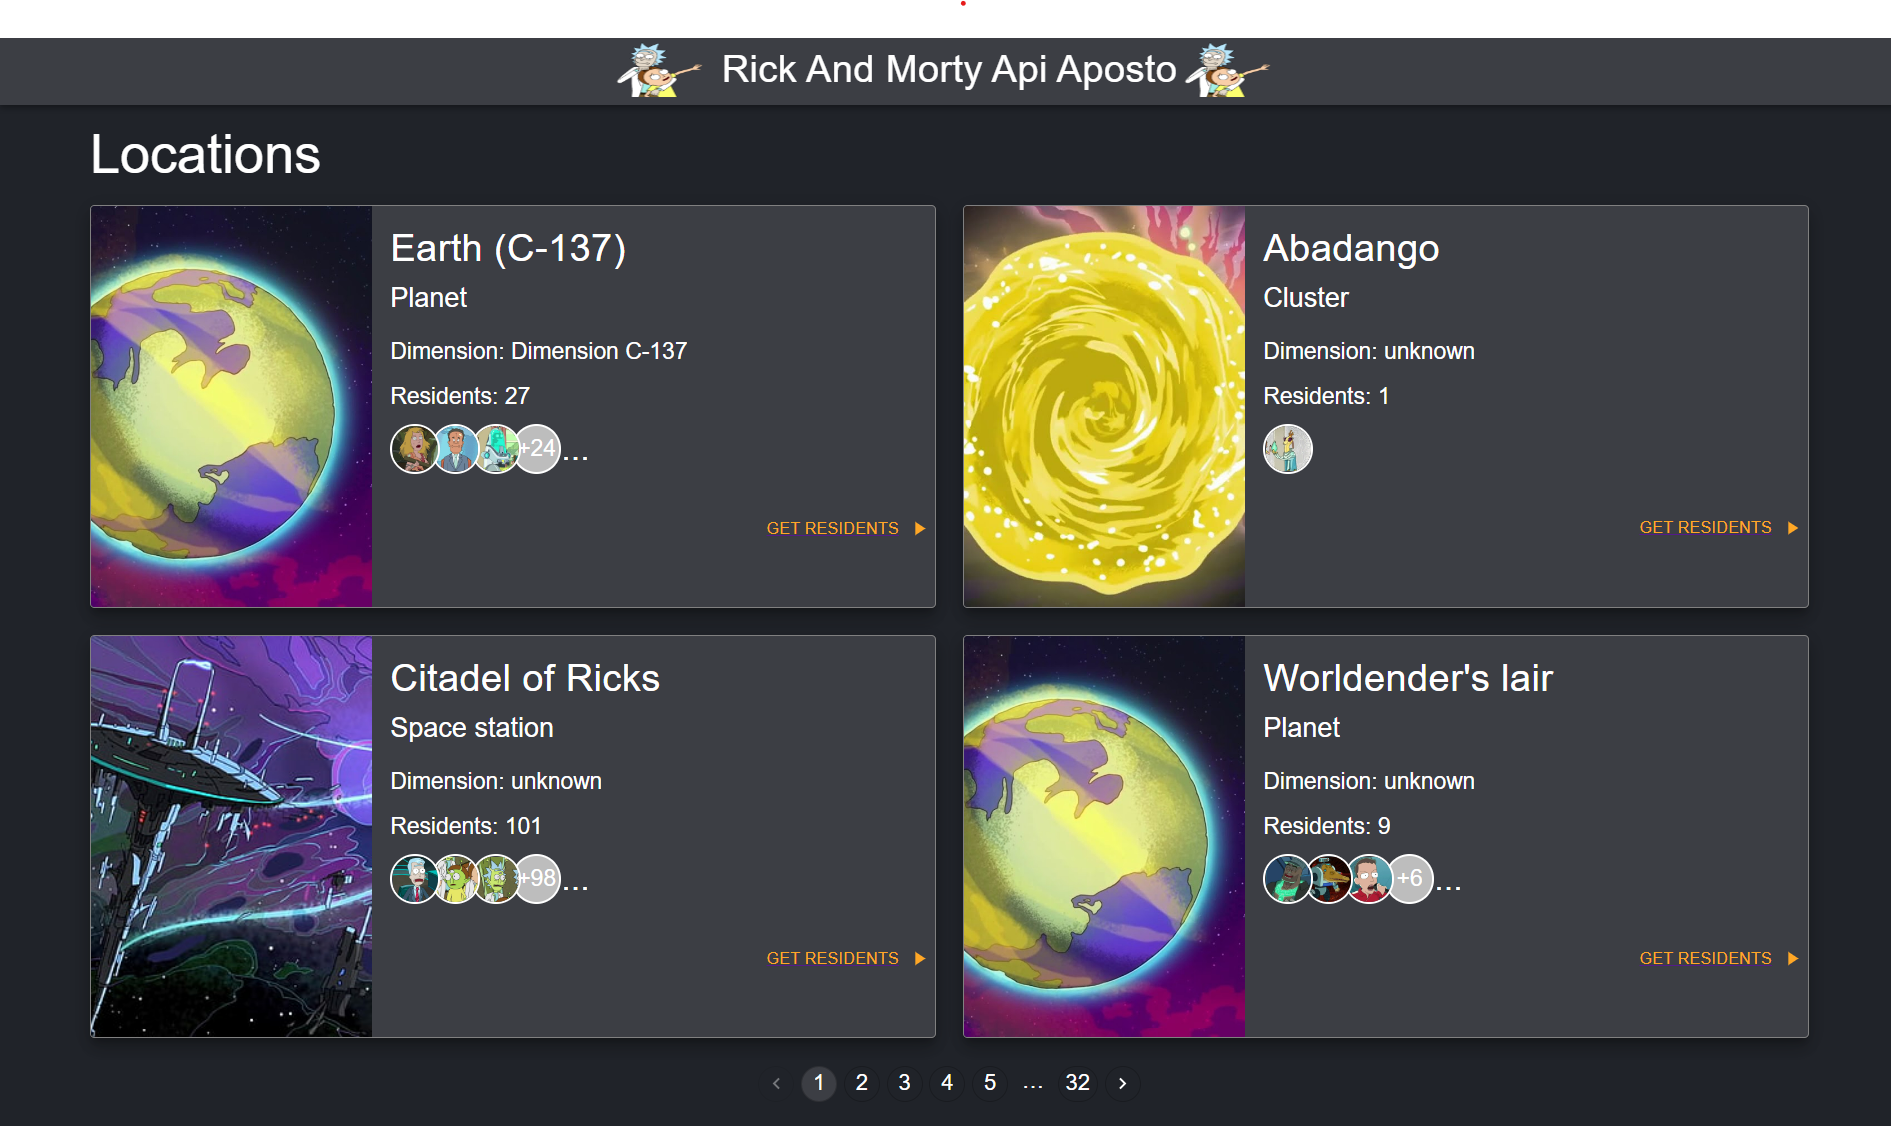 Rick And Morty Api Aposto
Locations
Earth (C-137)
Planet
Dimension: Dimension C-137
Residents: 27
+24 ...
GET RESIDENTS
Abadango
Cluster
Dimension: unknown
Residents: 1
GET RESIDENTS
Citadel of Ricks
Space station
Dimension: unknown
Residents: 101
+98 ...
GET RESIDENTS
Worldender's lair
Planet
Dimension: unknown
Residents: 9
+6 ...
GET RESIDENTS
1 2 3 4 5 ... 32